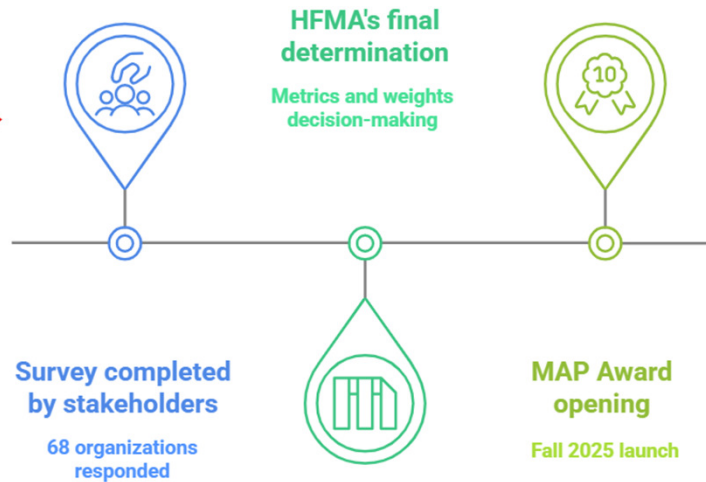 HFMA's final
determination
Metrics and weights
decision-making
10
Survey completed
by stakeholders
68 organizations
responded
MAP Award
opening
Fall 2025 launch